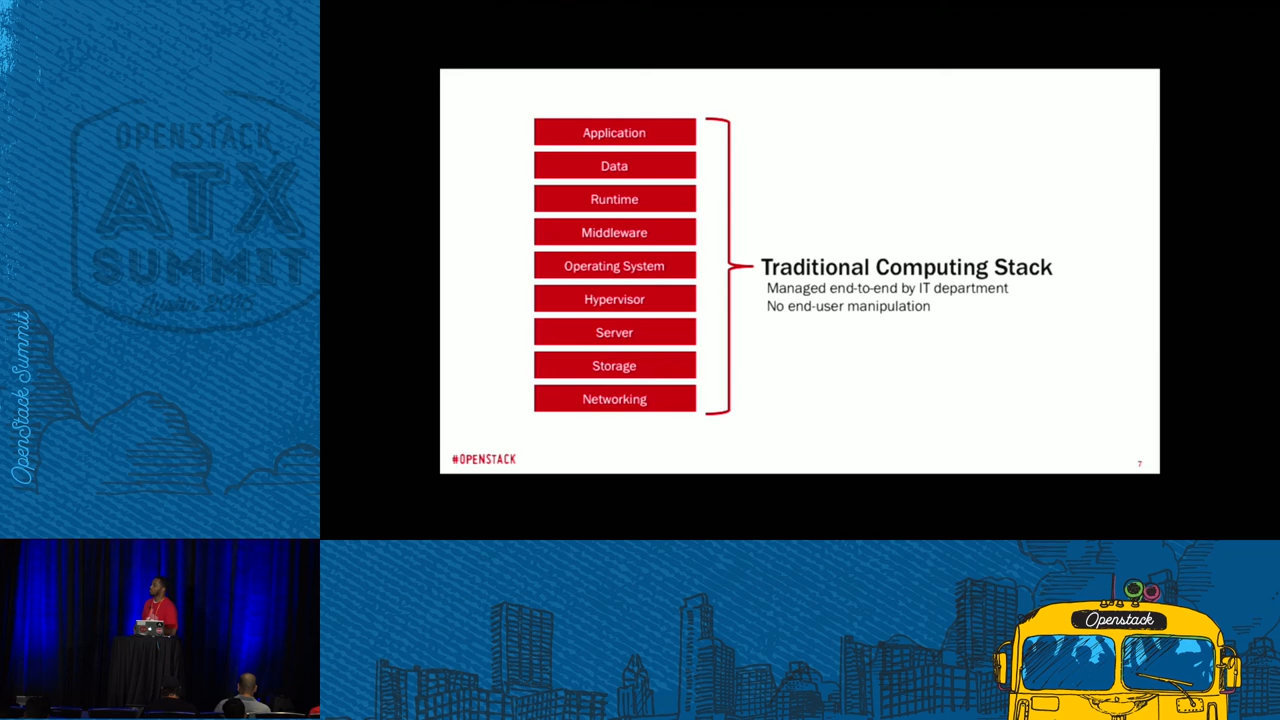 OPENSTACK
ATX
SUMMIT
OpenStack Summit
Application
Data
Runtime
Middleware
Operating System
Hypervisor
Server
Storage
Networking
Traditional Computing Stack
Managed end-to-end by IT department
No end-user manipulation
#OPENSTACK
7
Openstack